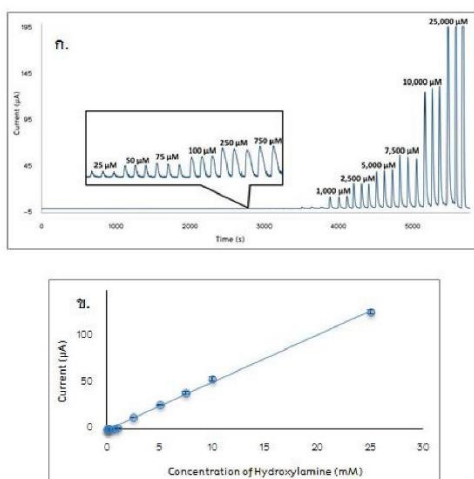 ก.
Current (µA)
195
145
95
45
-5
25 µM
50 µM
75 µM
100 µM
250 µM
750 µM
1,000 µM
2,500 µM
5,000 µM
7,500 µM
10,000 µM
25,000 µM
0
1000
2000
3000
4000
5000
Time (s)
ข.
Current (µA)
100
50
0
0
5
10
15
20
25
30
Concentration of Hydroxylamine (mM)